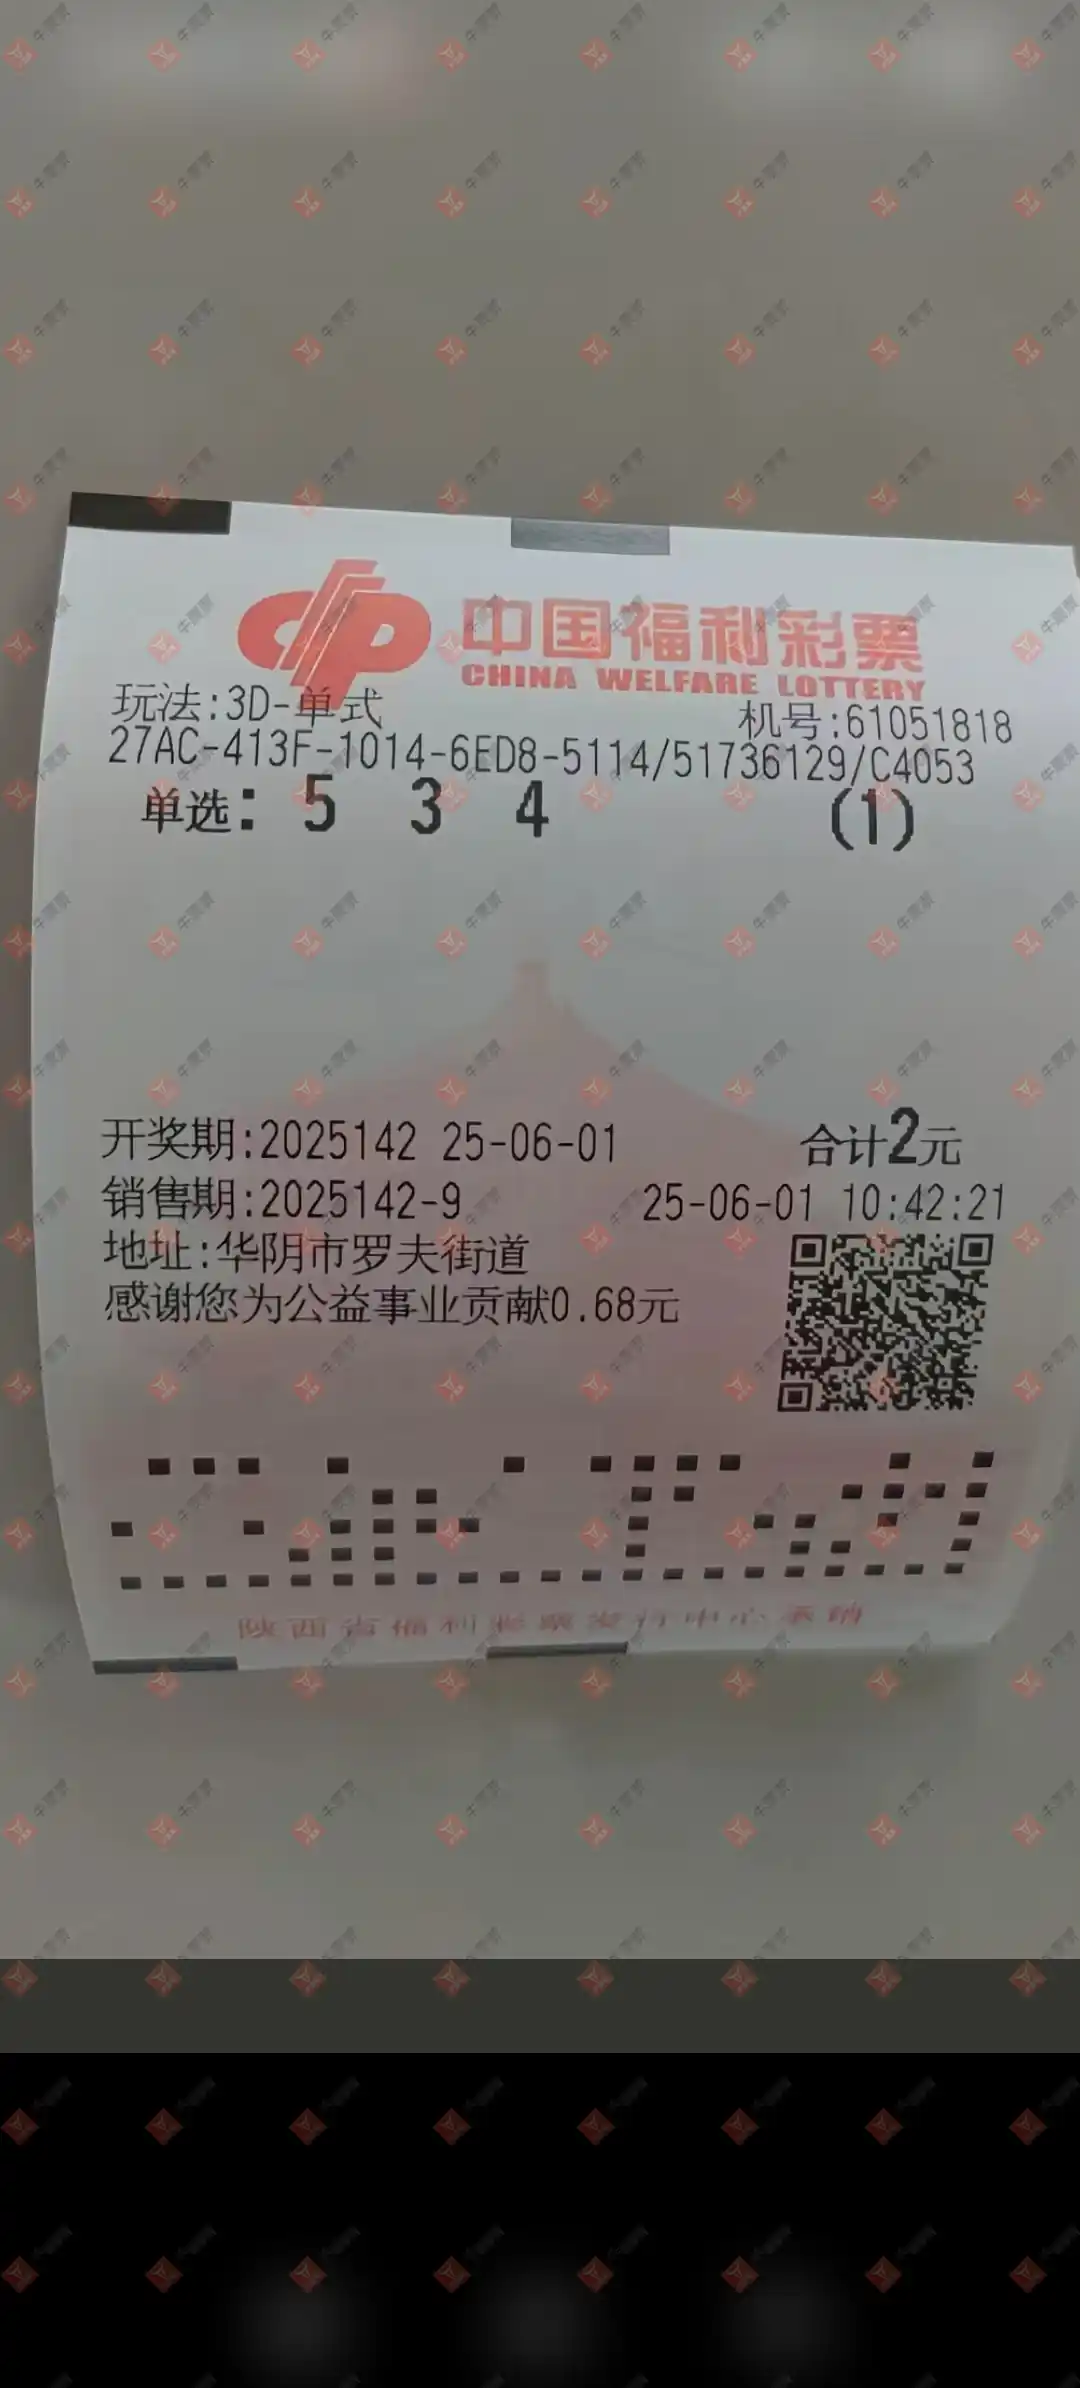 中国福利彩票
CHINA WELFARE LOTTERY
玩法:3D-单式 机号:61051818
27AC-413F-1014-6ED8-5114/51736129/C4053
单选: 5 3 4 (1)
开奖期:2025142 25-06-01 合计2元
销售期:2025142-9 25-06-01 10:42:21
地址:华阴市罗夫街道
感谢您为公益事业贡献0.68元
陕西省福利彩票发行中心承销